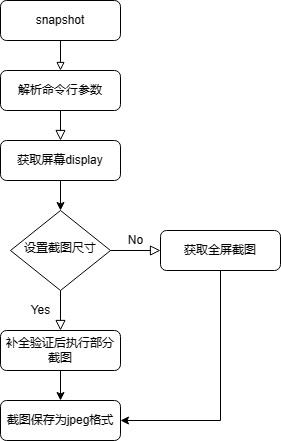 snapshot
解析命令行参数
获取屏幕display
设置截图尺寸
No
获取全屏截图
Yes
补全验证后执行部分
截图
截图保存为jpeg格式